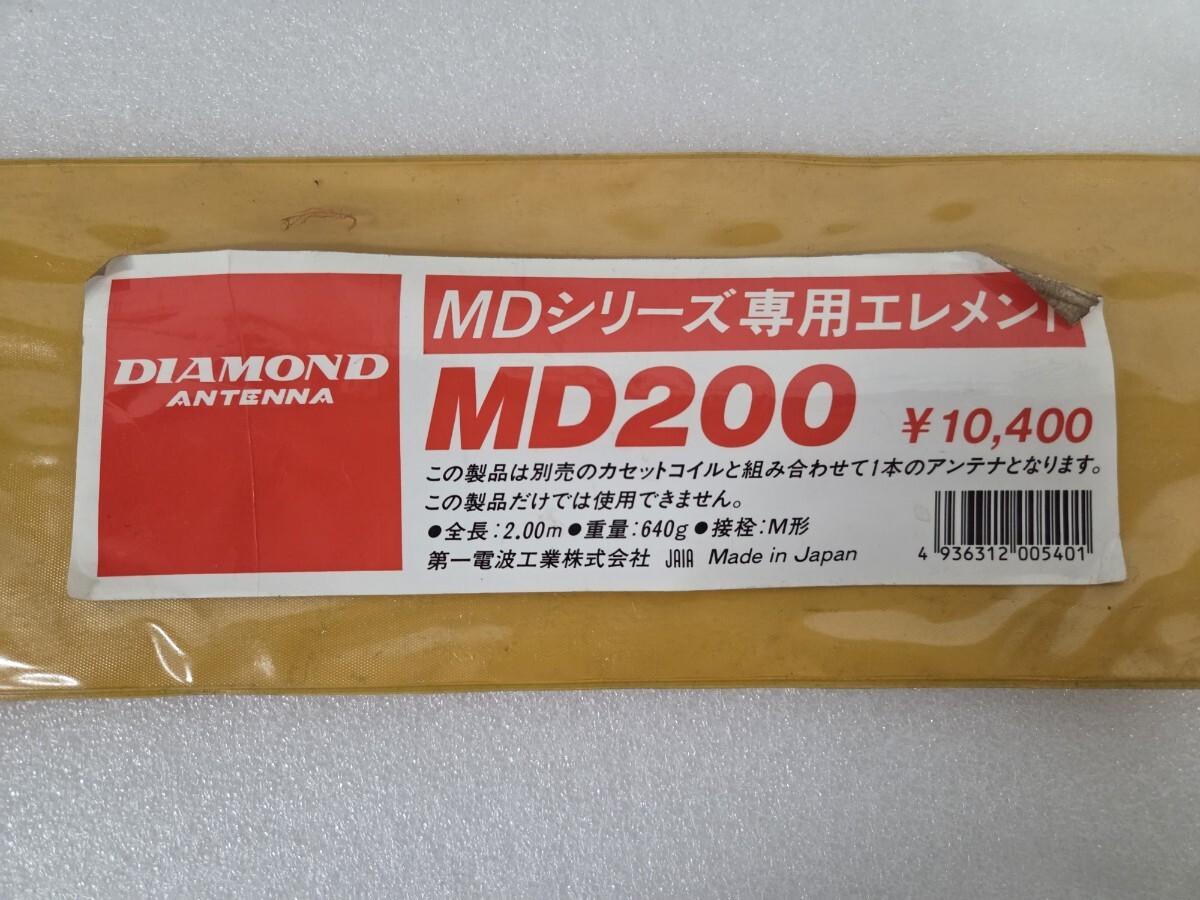 DIAMOND
ANTENNA
MDシリーズ専用エレメント
MD200
¥10,400
この製品は別売のカセットコイルと組み合わせて1本のアンテナとなります。
この製品だけでは使用できません。
●全長:2.00m●重量:640g●接栓:M形
第一電波工業株式会社 JAIA Made in Japan
4 936312 005401